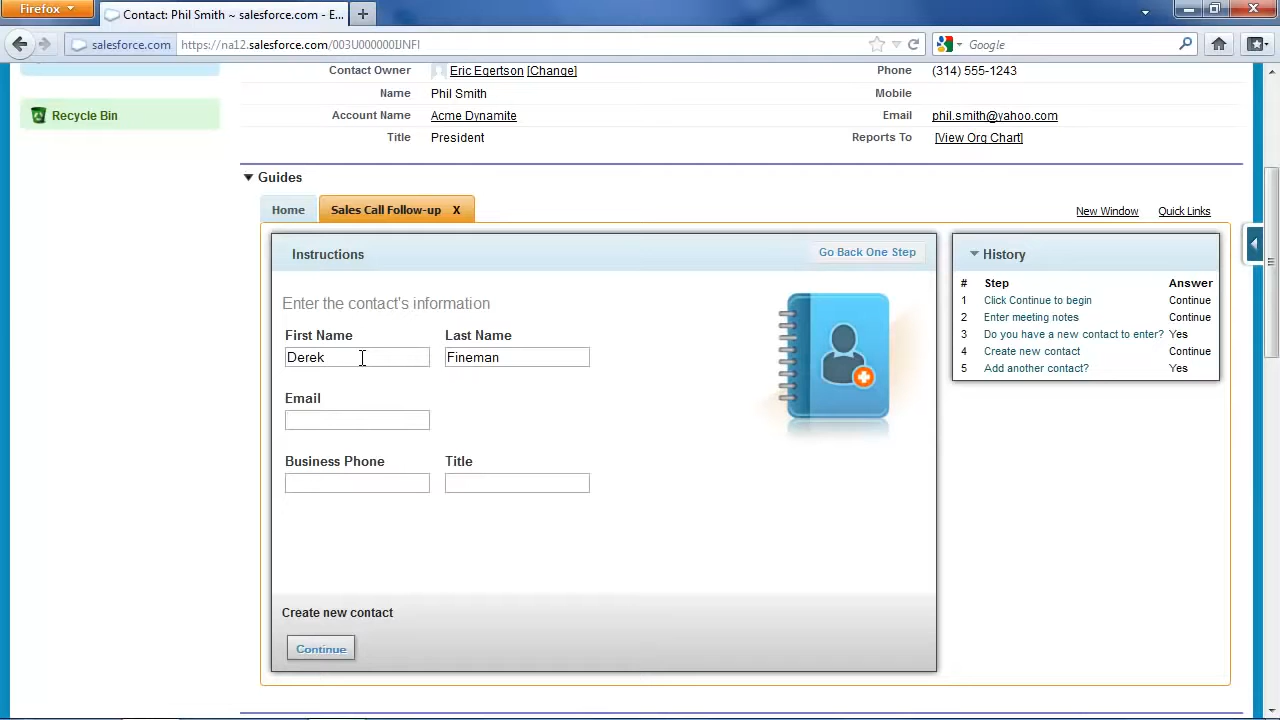 Firefox
Contact: Phil Smith ~ salesforce.com - E...
salesforce.com
https://na12.salesforce.com/003U000000IJNFI
Google
Contact Owner Eric Egertson [Change] Phone (314) 555-1243
Name Phil Smith Mobile
Account Name Acme Dynamite Email phil.smith@yahoo.com
Title President Reports To [View Org Chart]
Recycle Bin
Guides
Home Sales Call Follow-up X New Window Quick Links
Instructions Go Back One Step
Enter the contact's information
First Name Last Name
Derek Fineman
Email
Business Phone Title
Create new contact
Continue
History
# Step Answer
1 Click Continue to begin Continue
2 Enter meeting notes Continue
3 Do you have a new contact to enter? Yes
4 Create new contact Continue
5 Add another contact? Yes